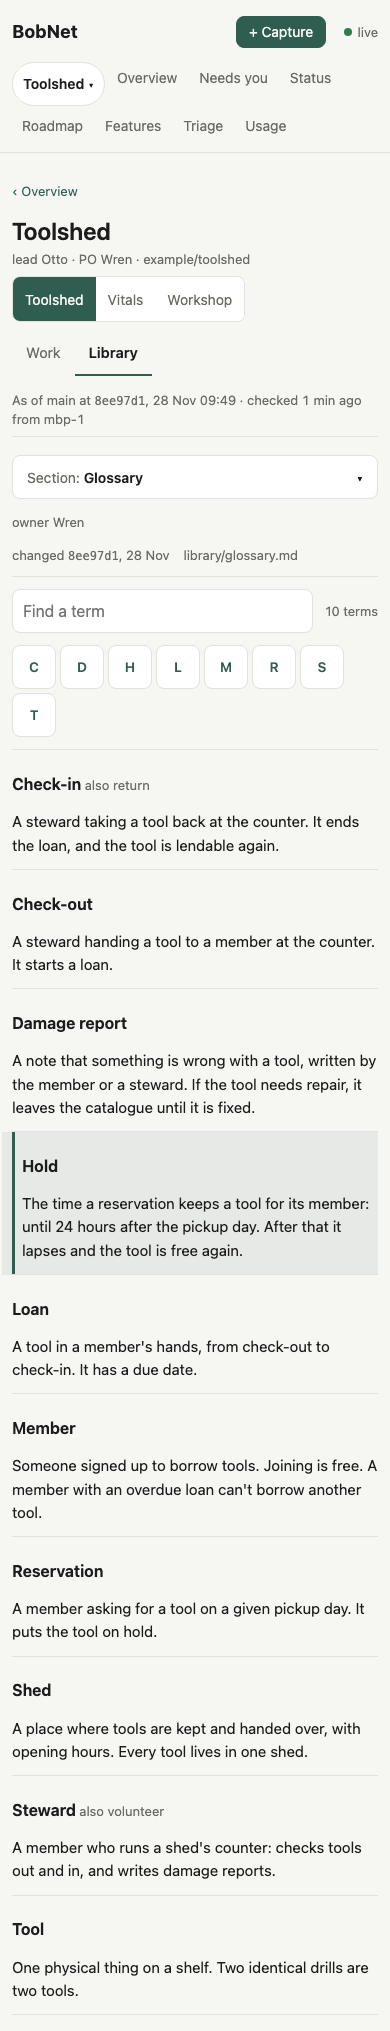 BobNet
+ Capture
live
Toolshed ▾
Overview
Needs you
Status
Roadmap
Features
Triage
Usage
‹ Overview
Toolshed
lead Otto · PO Wren · example/toolshed
Toolshed
Vitals
Workshop
Work
Library
As of main at 8ee97d1, 28 Nov 09:49 · checked 1 min ago
from mbp-1
Section: Glossary ▾
owner Wren
changed 8ee97d1, 28 Nov library/glossary.md
Find a term
10 terms
C
D
H
L
M
R
S
T
Check-in also return
A steward taking a tool back at the counter. It ends
the loan, and the tool is lendable again.
Check-out
A steward handing a tool to a member at the counter.
It starts a loan.
Damage report
A note that something is wrong with a tool, written by
the member or a steward. If the tool needs repair, it
leaves the catalogue until it is fixed.
Hold
The time a reservation keeps a tool for its member:
until 24 hours after the pickup day. After that it
lapses and the tool is free again.
Loan
A tool in a member's hands, from check-out to
check-in. It has a due date.
Member
Someone signed up to borrow tools. Joining is free. A
member with an overdue loan can't borrow another
tool.
Reservation
A member asking for a tool on a given pickup day. It
puts the tool on hold.
Shed
A place where tools are kept and handed over, with
opening hours. Every tool lives in one shed.
Steward also volunteer
A member who runs a shed's counter: checks tools
out and in, and writes damage reports.
Tool
One physical thing on a shelf. Two identical drills are
two tools.